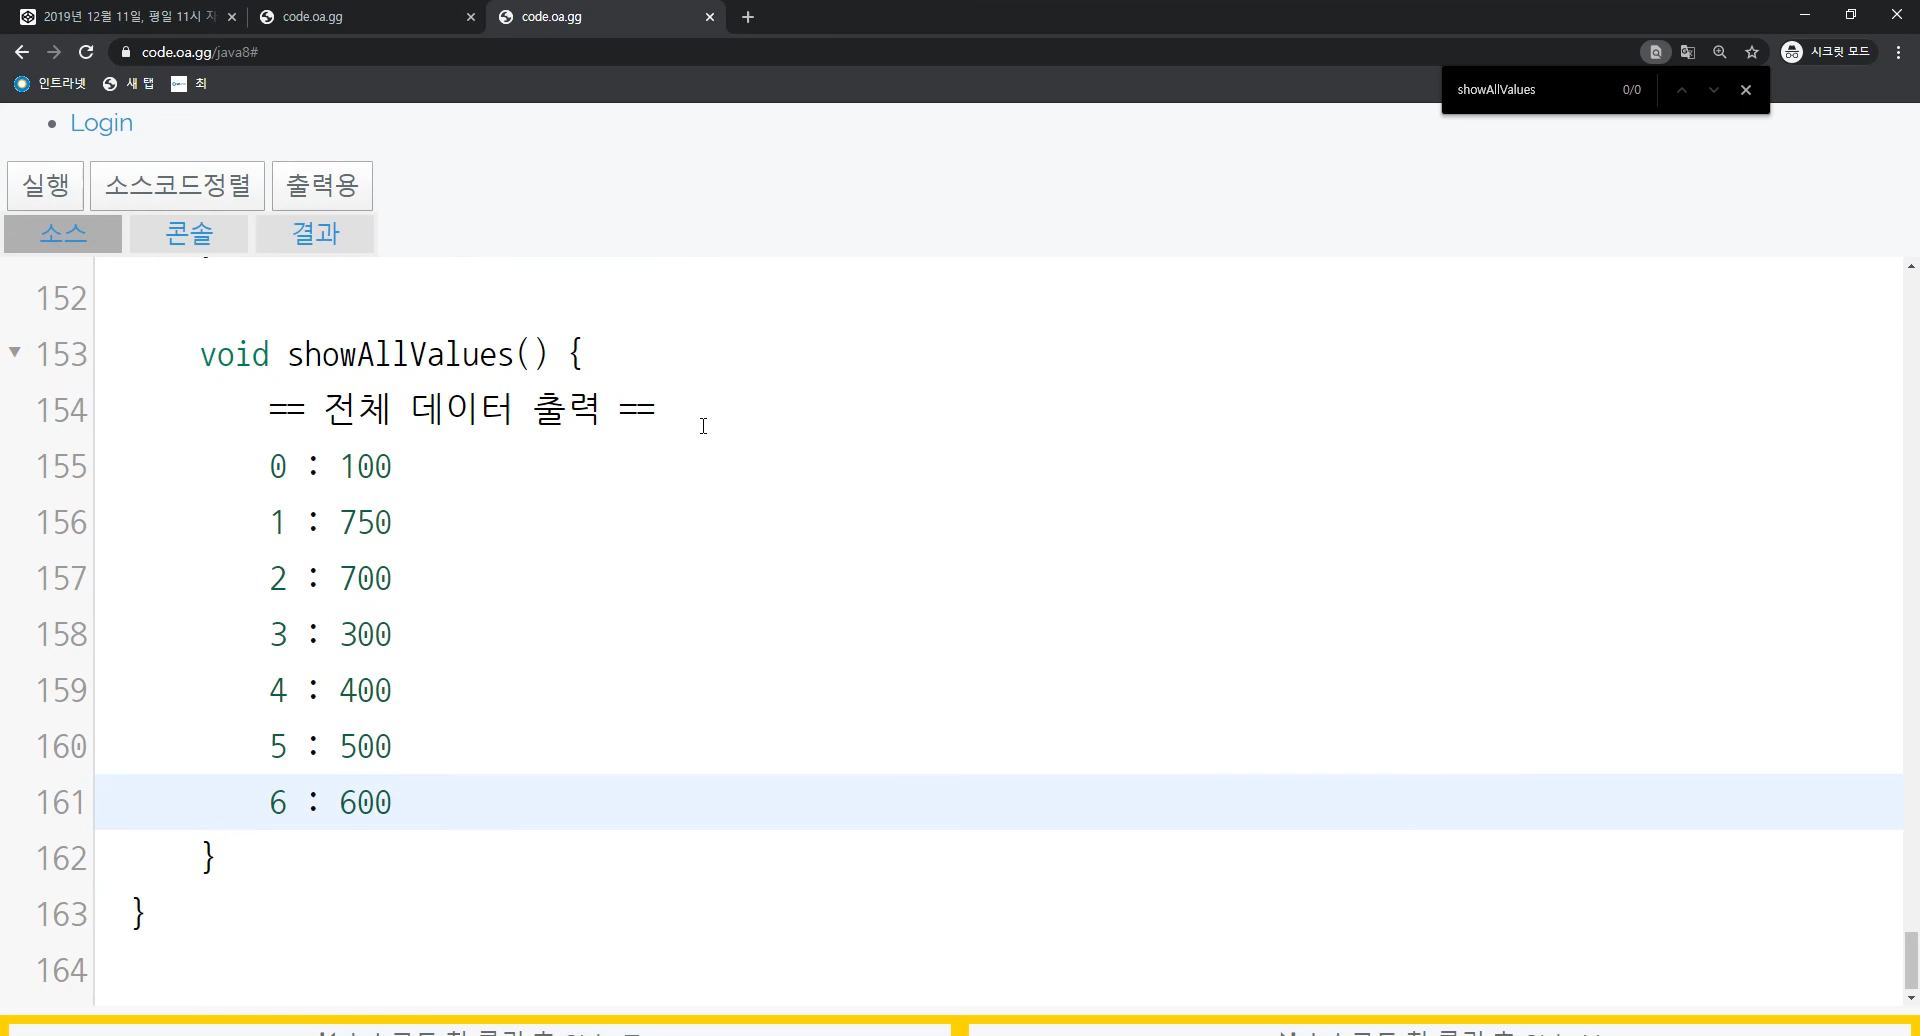 2019년 12월 11일, 평일 11시 자
code.oa.gg
code.oa.gg
code.oa.gg/java8#
시크릿 모드
인트라넷
새 탭
최
showAllValues 0/0
Login
실행 소스코드정렬 출력용
소스 콘솔 결과
152
153 void showAllValues() {
154 == 전체 데이터 출력 ==
155 0 : 100
156 1 : 750
157 2 : 700
158 3 : 300
159 4 : 400
160 5 : 500
161 6 : 600
162 }
163 }
164